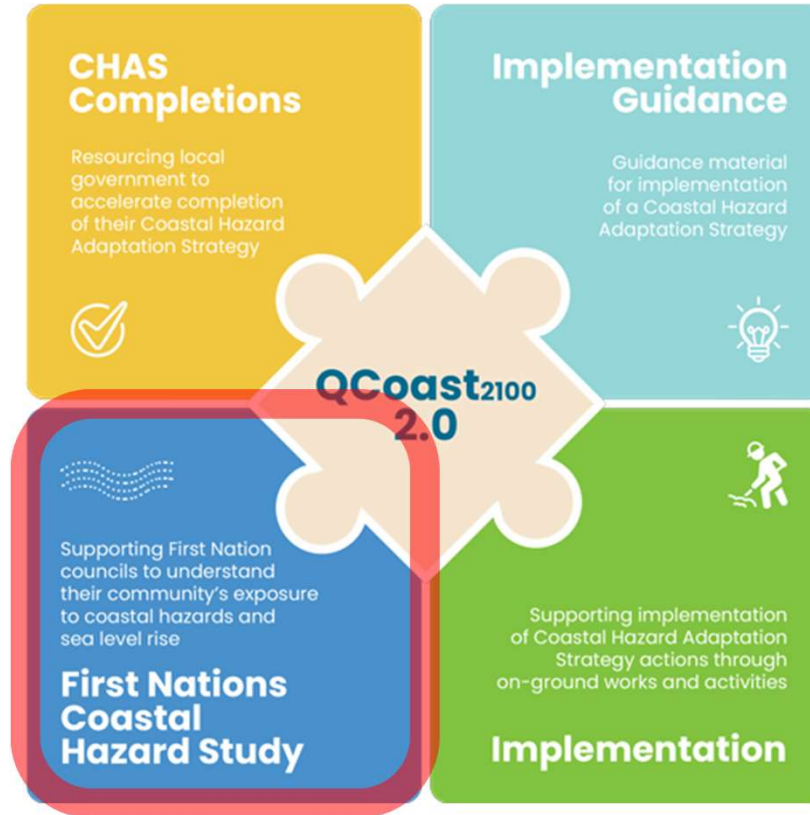 CHAS
Completions
Resourcing local
government to
accelerate completion
of their Coastal Hazard
Adaptation Strategy
Implementation
Guidance
Guidance material
for implementation
of a Coastal Hazard
Adaptation Strategy
QCoast2100
2.0
Supporting First Nation
councils to understand
their community's exposure
to coastal hazards and
sea level rise
First Nations
Coastal
Hazard Study
Supporting implementation
of Coastal Hazard Adaptation
Strategy actions through
on-ground works and activities
Implementation